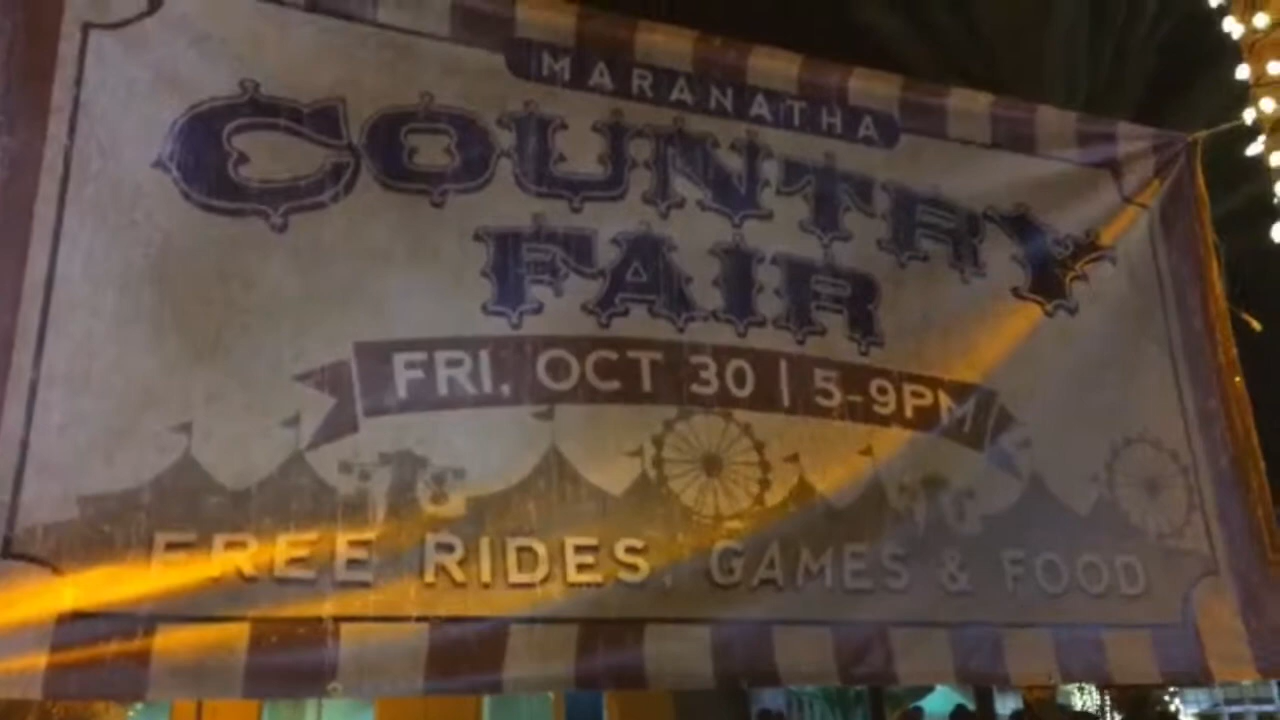 MARANATHA
COUNTRY
FAIR
FRI, OCT 30 | 5-9PM
FREE RIDES, GAMES & FOOD